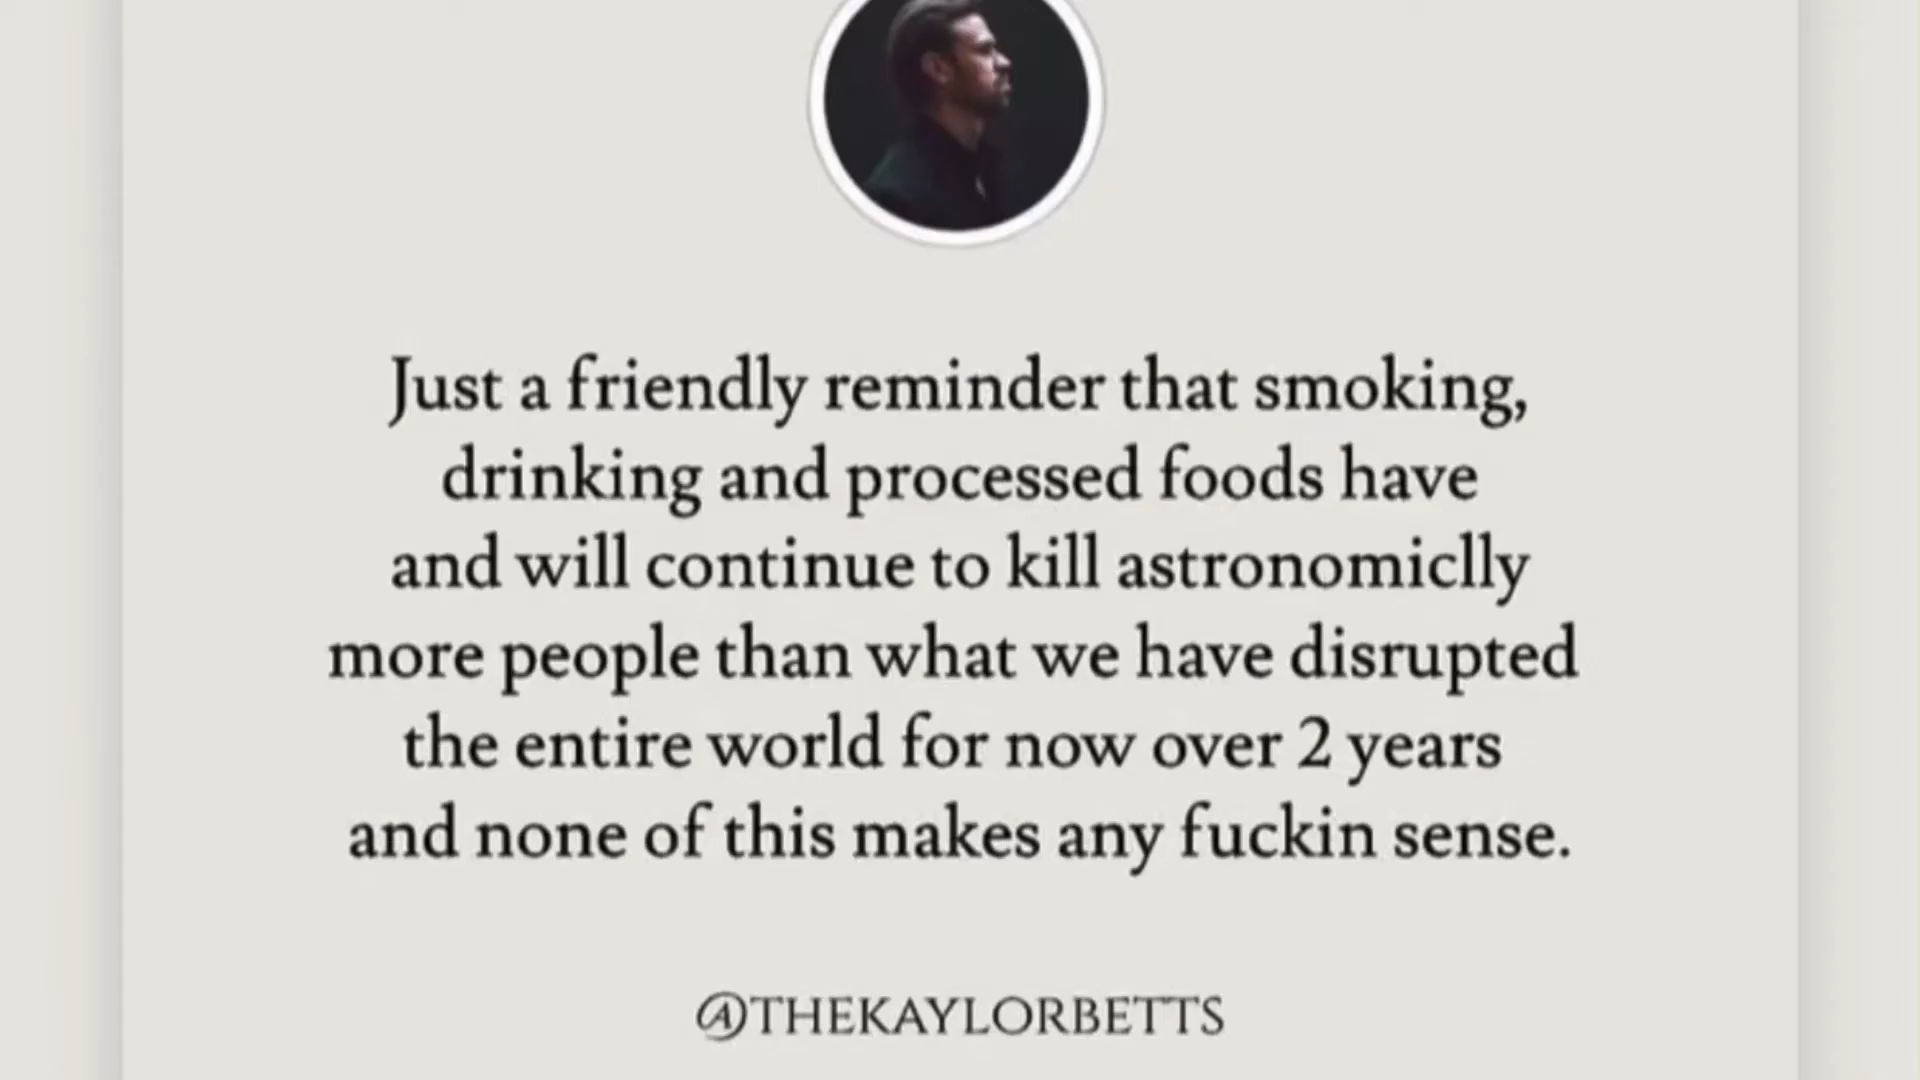 Just a friendly reminder that smoking,
drinking and processed foods have
and will continue to kill astronomiclly
more people than what we have disrupted
the entire world for now over 2 years
and none of this makes any fuckin sense.
@THEKAYLORBETTS